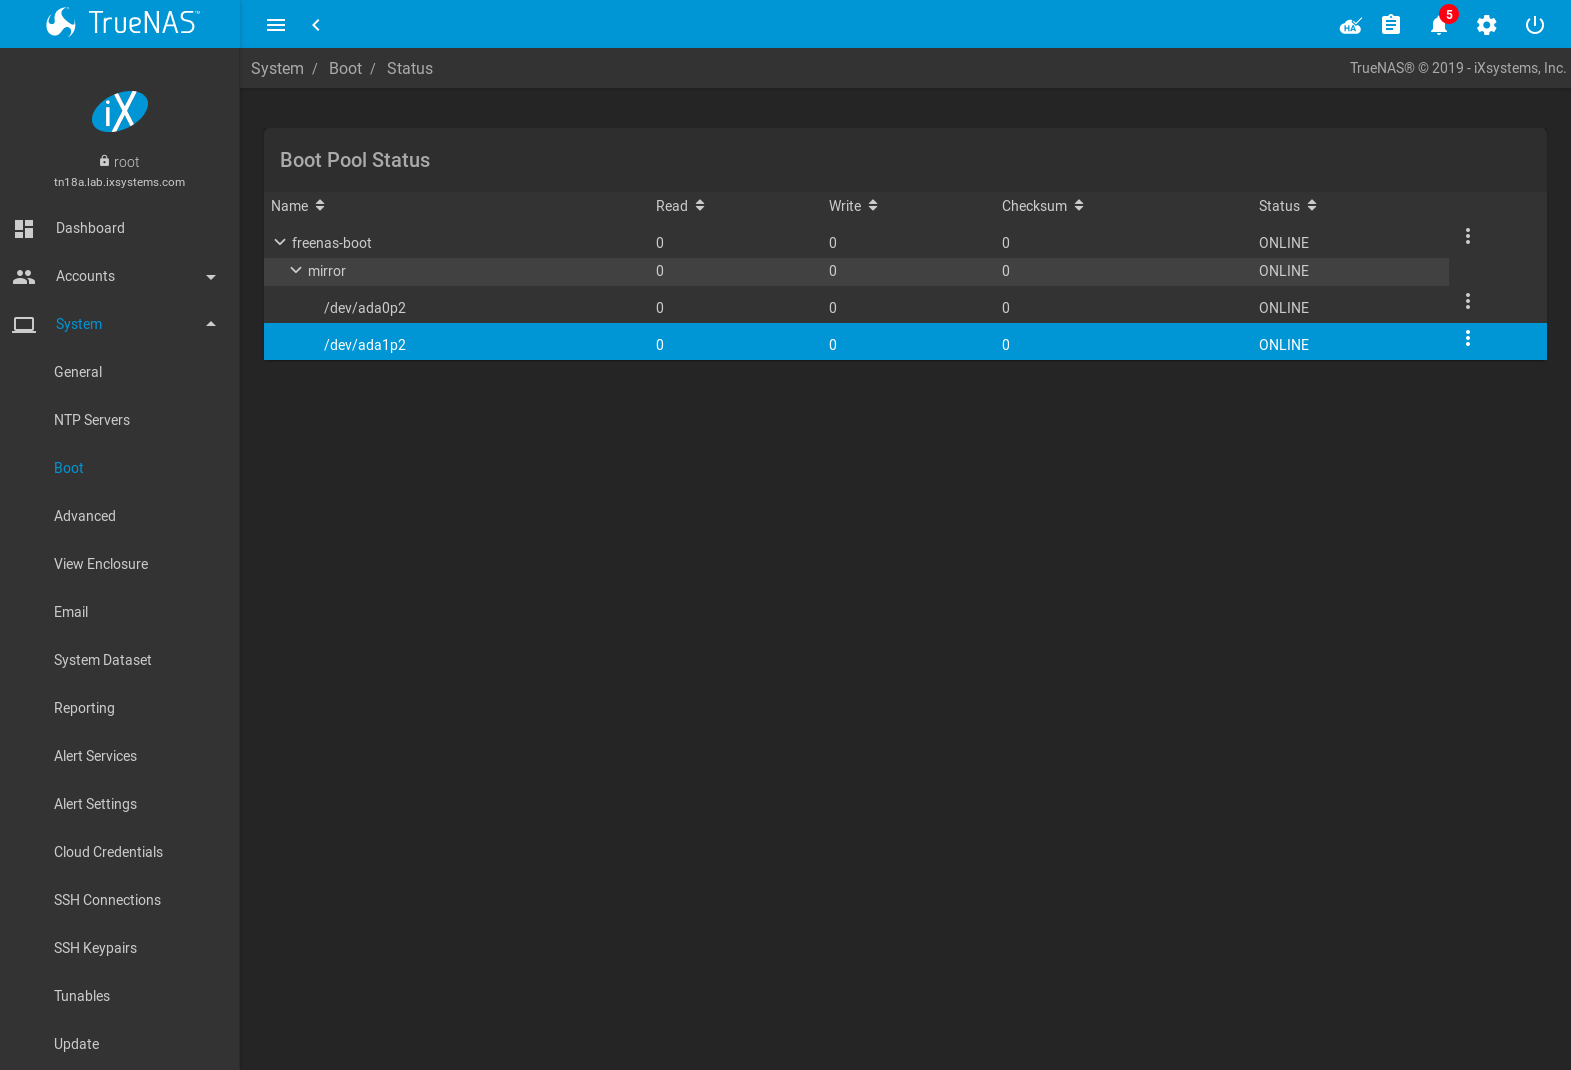 TrueNAS™
HA
5
System / Boot / Status
TrueNAS® © 2019 - iXsystems, Inc.
iX
root
tn18a.lab.ixsystems.com
Dashboard
Accounts
System
General
NTP Servers
Boot
Advanced
View Enclosure
Email
System Dataset
Reporting
Alert Services
Alert Settings
Cloud Credentials
SSH Connections
SSH Keypairs
Tunables
Update
Boot Pool Status
Name Read Write Checksum Status
freenas-boot 0 0 0 ONLINE
mirror 0 0 0 ONLINE
/dev/ada0p2 0 0 0 ONLINE
/dev/ada1p2 0 0 0 ONLINE